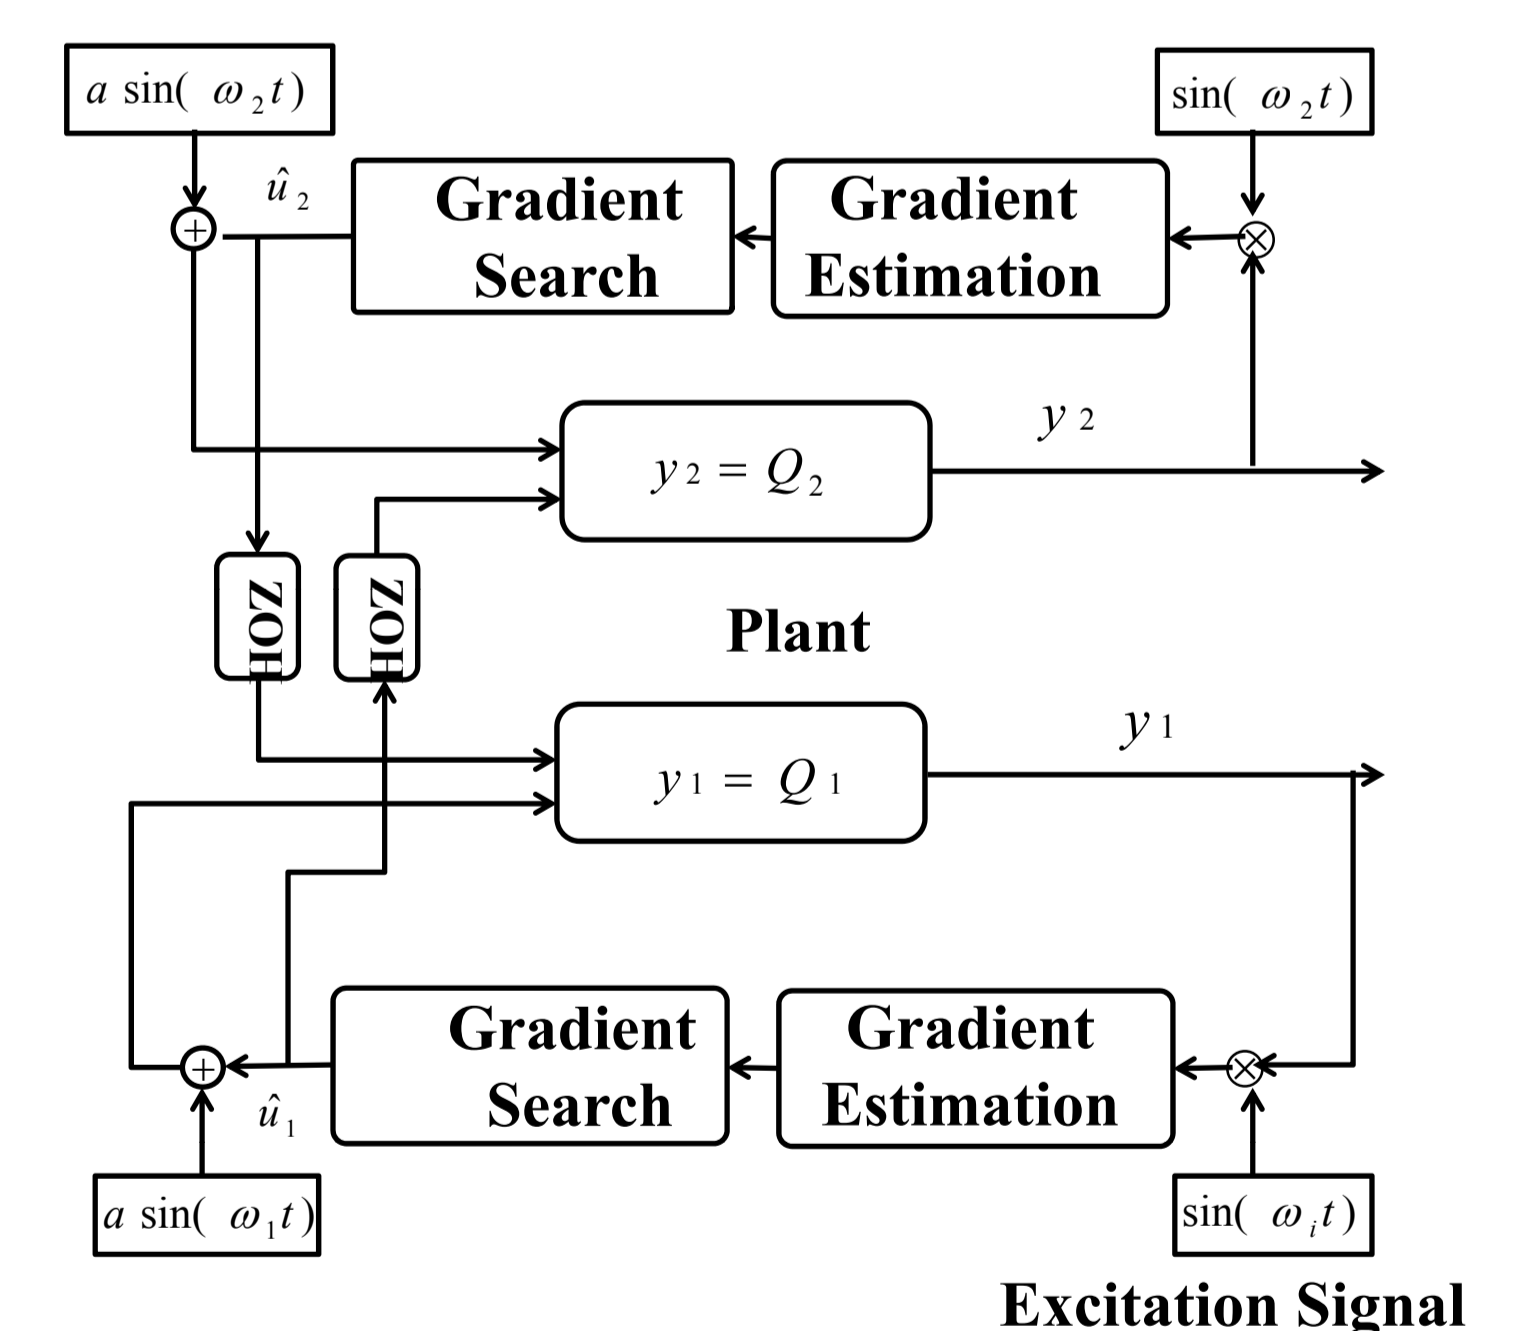 a sin( ω₂t)
sin( ω₂t)
û₂
Gradient
Search
Gradient
Estimation
y₂
y₂ = Q₂
ZOH
ZOH
Plant
y₁
y₁ = Q₁
Gradient
Search
Gradient
Estimation
û₁
a sin( ω₁t)
sin( ωᵢt)
Excitation Signal